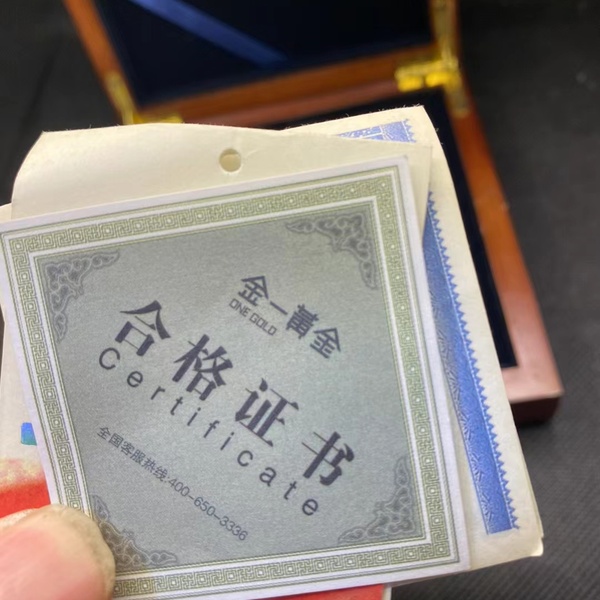 金一黄金
ONE GOLD
合格证书
Certificate
全国客服热线:400-650-3336